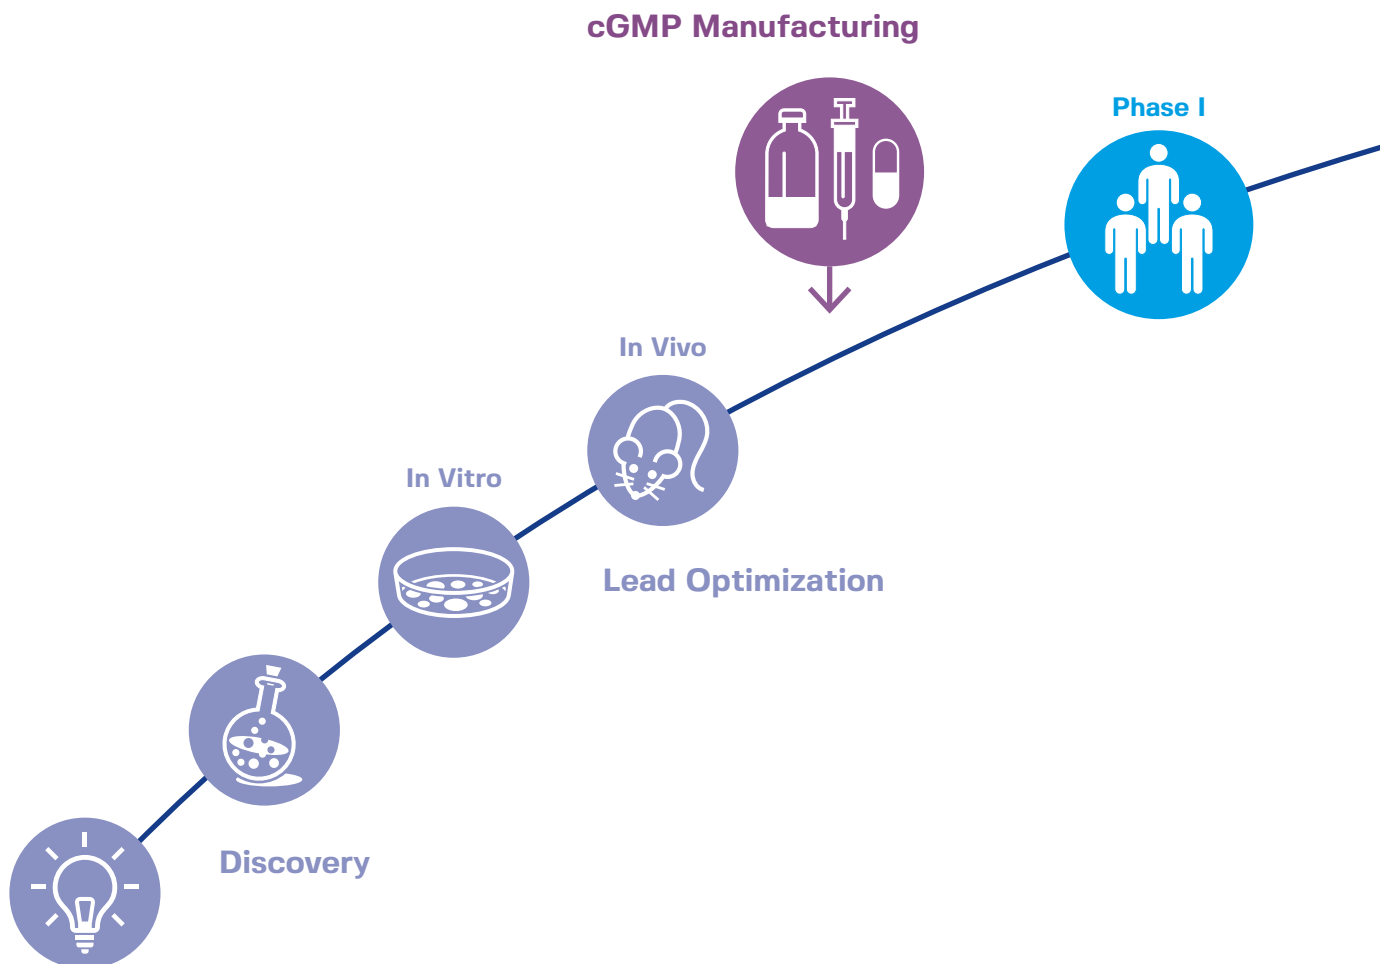 cGMP Manufacturing
Phase I
In Vivo
In Vitro
Lead Optimization
Discovery